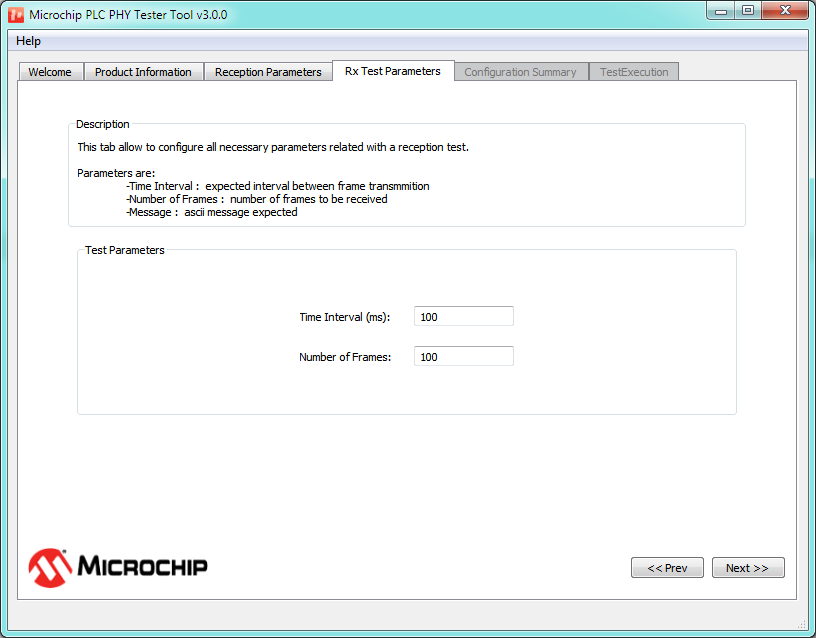 Microchip PLC PHY Tester Tool v3.0.0
Help
Welcome Product Information Reception Parameters Rx Test Parameters Configuration Summary TestExecution
Description
This tab allow to configure all necessary parameters related with a reception test.
Parameters are:
-Time Interval : expected interval between frame transmmition
-Number of Frames : number of frames to be received
-Message : ascii message expected
Test Parameters
Time Interval (ms): 100
Number of Frames: 100
MICROCHIP
<< Prev Next >>